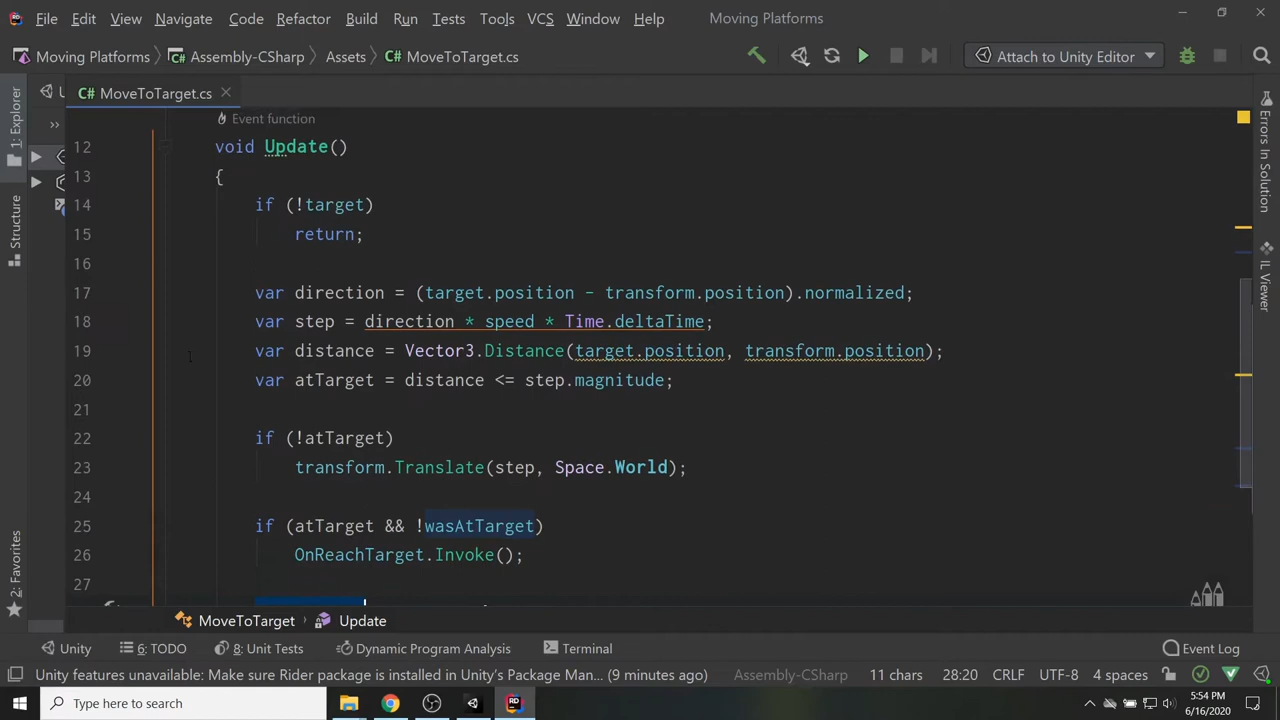 File Edit View Navigate Code Refactor Build Run Tests Tools VCS Window Help Moving Platforms
Moving Platforms Assembly-CSharp Assets C# MoveToTarget.cs Attach to Unity Editor
C# MoveToTarget.cs
1: Explorer
Structure
2: Favorites
Errors In Solution
IL Viewer
Event function
12 void Update()
13 {
14 if (!target)
15 return;
16
17 var direction = (target.position - transform.position).normalized;
18 var step = direction * speed * Time.deltaTime;
19 var distance = Vector3.Distance(target.position, transform.position);
20 var atTarget = distance <= step.magnitude;
21
22 if (!atTarget)
23 transform.Translate(step, Space.World);
24
25 if (atTarget && !wasAtTarget)
26 OnReachTarget.Invoke();
27
MoveToTarget Update
Unity 6: TODO 8: Unit Tests Dynamic Program Analysis Terminal Event Log
Unity features unavailable: Make sure Rider package is installed in Unity's Package Man... (9 minutes ago) Assembly-CSharp 11 chars 28:20 CRLF UTF-8 4 spaces
Type here to search
5:54 PM
6/16/2020